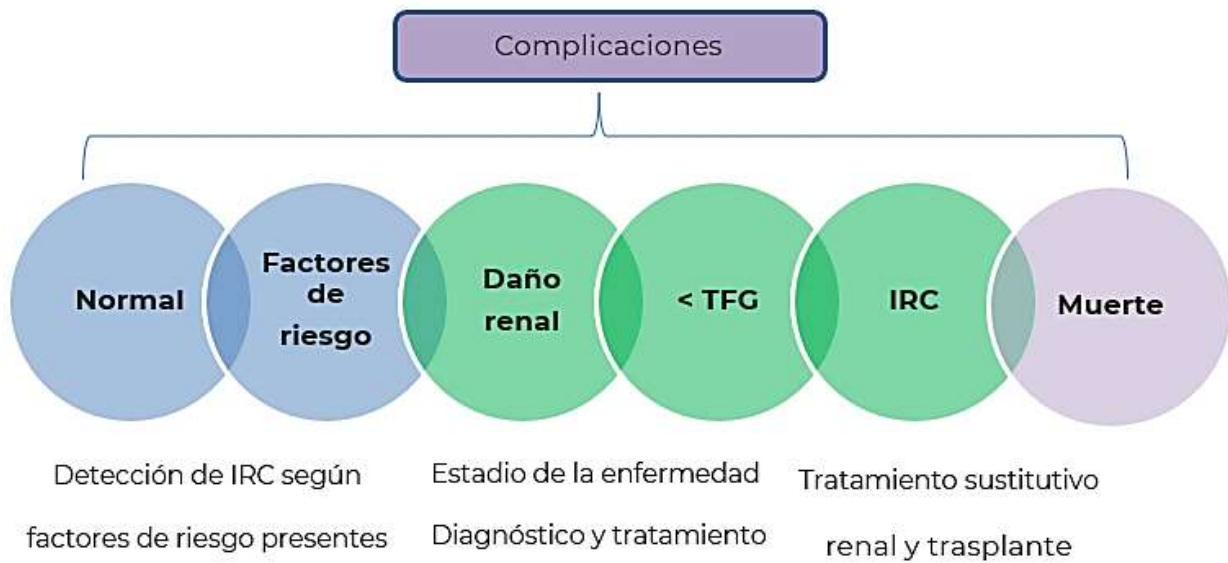 Complicaciones
Normal
Factores
de
riesgo
Daño
renal
< TFG
IRC
Muerte
Detección de IRC según
factores de riesgo presentes
Estadio de la enfermedad
Diagnóstico y tratamiento
Tratamiento sustitutivo
renal y trasplante